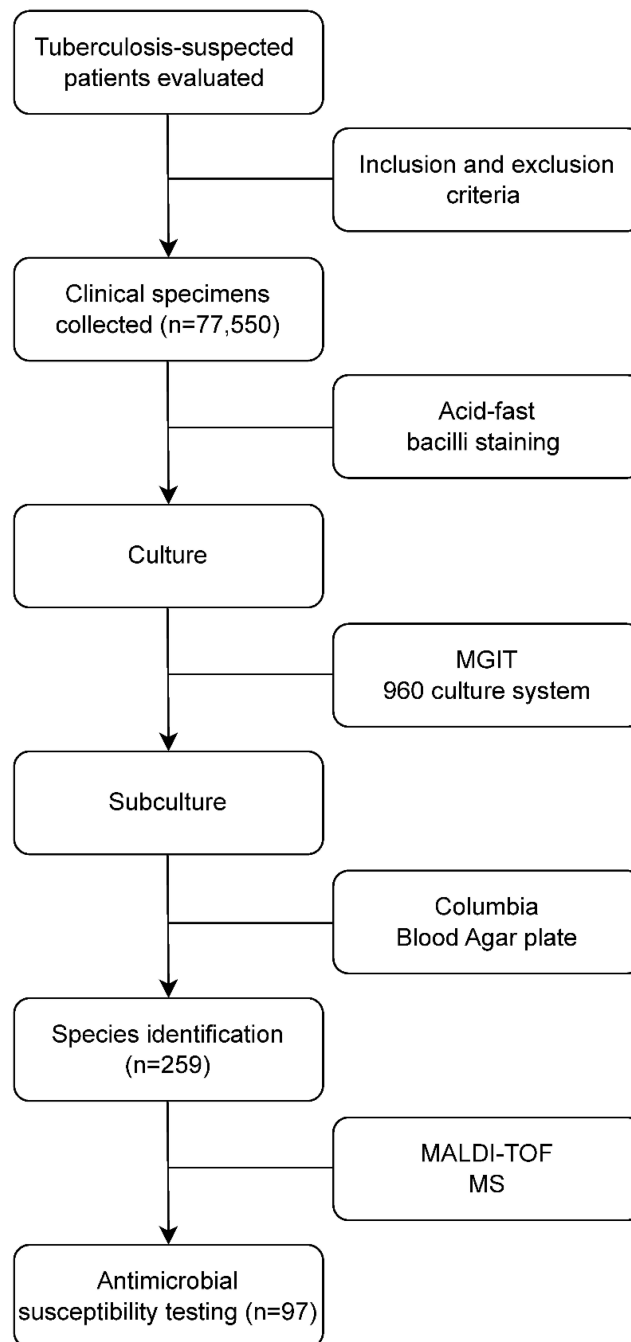 Tuberculosis-suspected
patients evaluated
Inclusion and exclusion
criteria
Clinical specimens
collected (n=77,550)
Acid-fast
bacilli staining
Culture
MGIT
960 culture system
Subculture
Columbia
Blood Agar plate
Species identification
(n=259)
MALDI-TOF
MS
Antimicrobial
susceptibility testing (n=97)